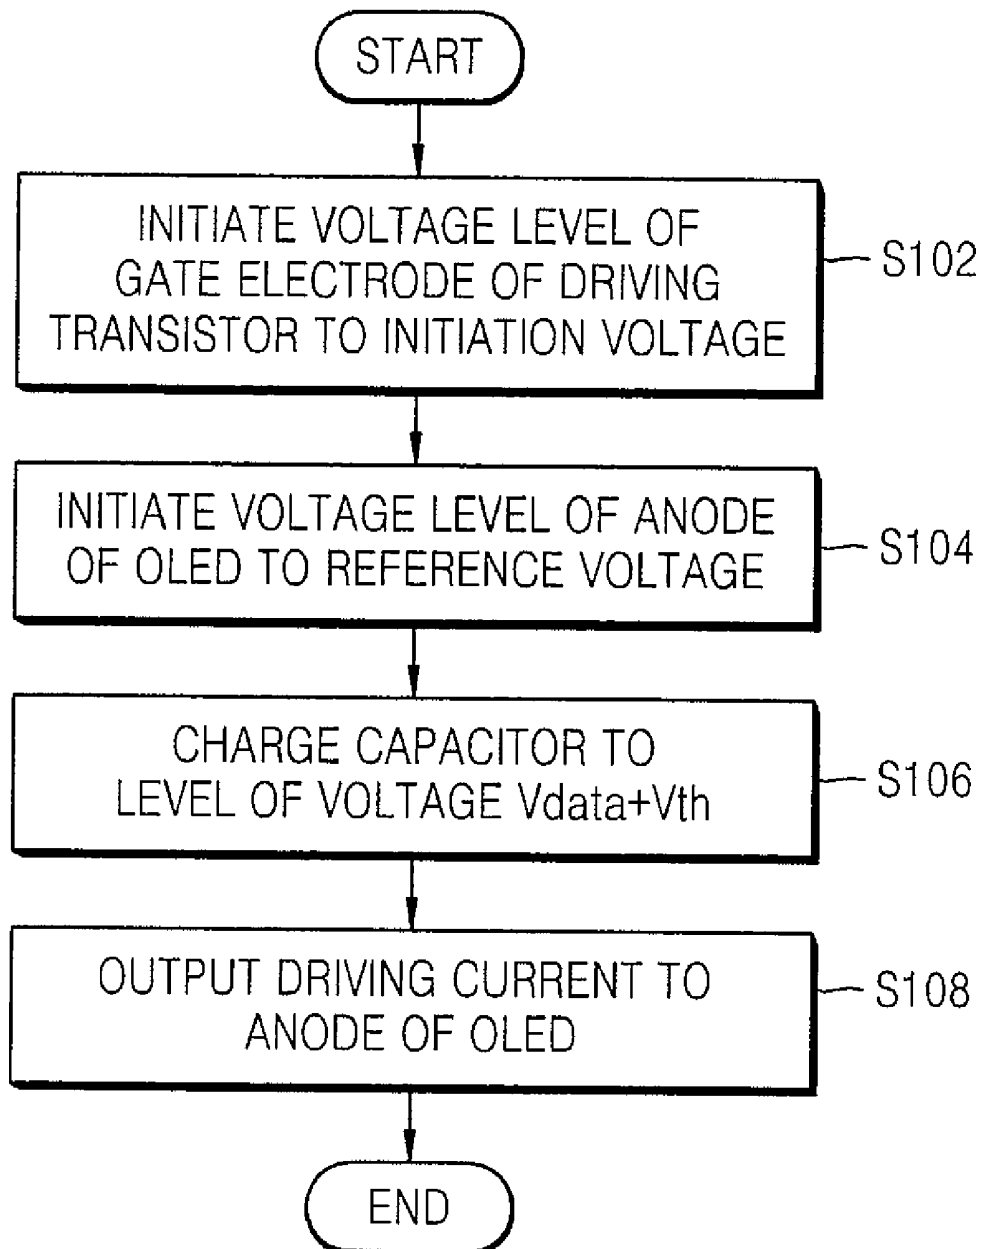 START
INITIATE VOLTAGE LEVEL OF
GATE ELECTRODE OF DRIVING
TRANSISTOR TO INITIATION VOLTAGE
S102
INITIATE VOLTAGE LEVEL OF ANODE
OF OLED TO REFERENCE VOLTAGE
S104
CHARGE CAPACITOR TO
LEVEL OF VOLTAGE Vdata+Vth
S106
OUTPUT DRIVING CURRENT TO
ANODE OF OLED
S108
END